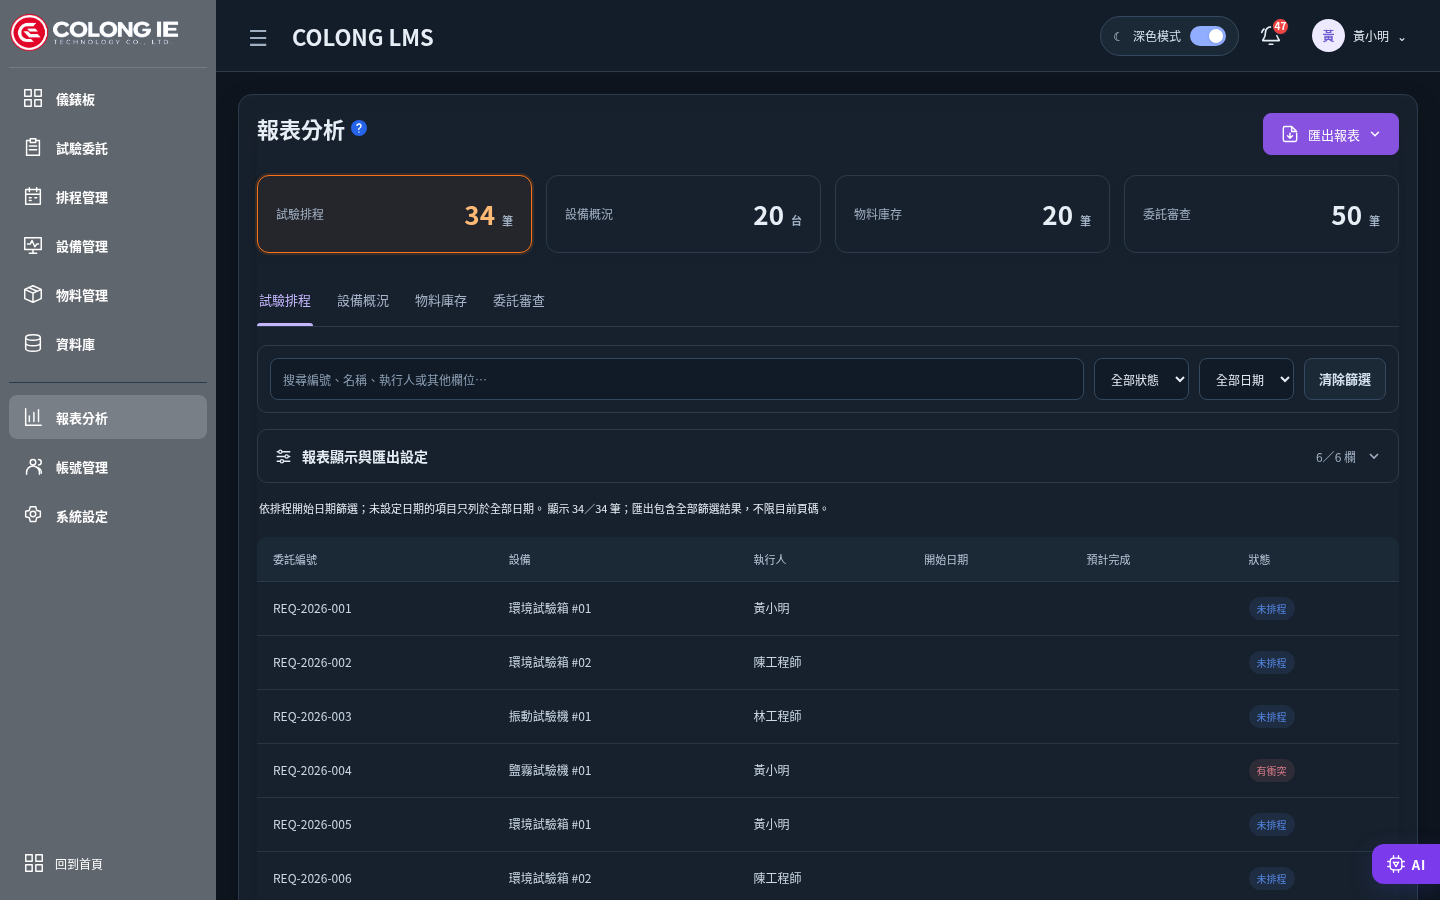 COLONG IE
TECHNOLOGY CO., LTD.
儀錶板
試驗委託
排程管理
設備管理
物料管理
資料庫
報表分析
帳號管理
系統設定
回到首頁
COLONG LMS
深色模式
47
黃 黃小明
報表分析 ?
匯出報表
試驗排程 34 筆
設備概況 20 台
物料庫存 20 筆
委託審查 50 筆
試驗排程 設備概況 物料庫存 委託審查
搜尋編號、名稱、執行人或其他欄位… 全部狀態 全部日期 清除篩選
報表顯示與匯出設定 6／6 欄
依排程開始日期篩選；未設定日期的項目只列於全部日期。 顯示 34／34 筆；匯出包含全部篩選結果，不限目前頁碼。
委託編號 設備 執行人 開始日期 預計完成 狀態
REQ-2026-001 環境試驗箱 #01 黃小明 未排程
REQ-2026-002 環境試驗箱 #02 陳工程師 未排程
REQ-2026-003 振動試驗機 #01 林工程師 未排程
REQ-2026-004 鹽霧試驗機 #01 黃小明 有衝突
REQ-2026-005 環境試驗箱 #01 黃小明 未排程
REQ-2026-006 環境試驗箱 #02 陳工程師 未排程
AI